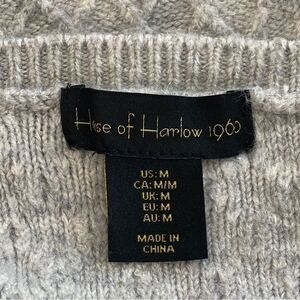 House of Harlow 1960
US: M
CA: M/M
UK: M
EU: M
AU: M
MADE IN
CHINA